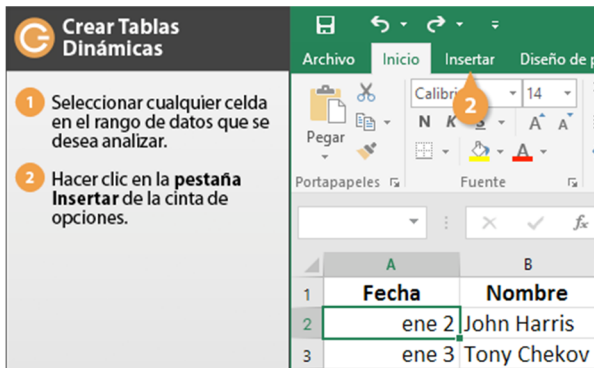 Crear Tablas
Dinámicas
1 Seleccionar cualquier celda
en el rango de datos que se
desea analizar.
2 Hacer clic en la pestaña
Insertar de la cinta de
opciones.
Archivo Inicio Insertar Diseño de
2
14
Pegar
N K S A A
A
Portapapeles Fuente
fx
A B
1 Fecha Nombre
2 ene 2 John Harris
3 ene 3 Tony Chekov